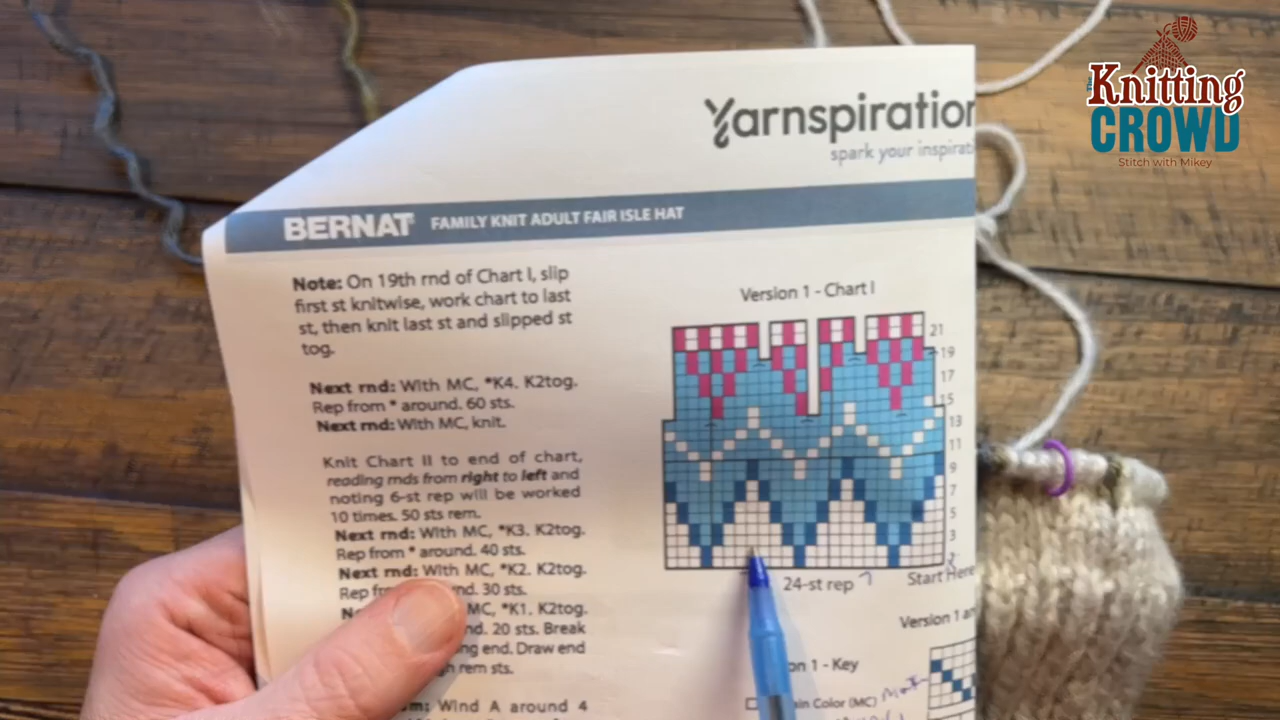 The Knitting
CROWD
Stitch with Mikey
Yarnspiration
spark your inspirat
BERNAT FAMILY KNIT ADULT FAIR ISLE HAT
Note: On 19th rnd of Chart I, slip
first st knitwise, work chart to last
st, then knit last st and slipped st
tog.
Next rnd: With MC, *K4. K2tog.
Rep from * around. 60 sts.
Next rnd: With MC, knit.
Knit Chart II to end of chart,
reading rnds from right to left and
noting 6-st rep will be worked
10 times. 50 sts rem.
Next rnd: With MC, *K3. K2tog.
Rep from * around. 40 sts.
Next rnd: With MC, *K2. K2tog.
Rep nd. 30 sts.
MC, *K1. K2tog.
nd. 20 sts. Break
ng end. Draw end
rem sts.
Wind A around 4
Version 1 - Chart I
21
19
17
15
13
11
9
7
5
3
24-st rep
Start Here
Version 1 an
on 1 - Key
ain Color (MC)